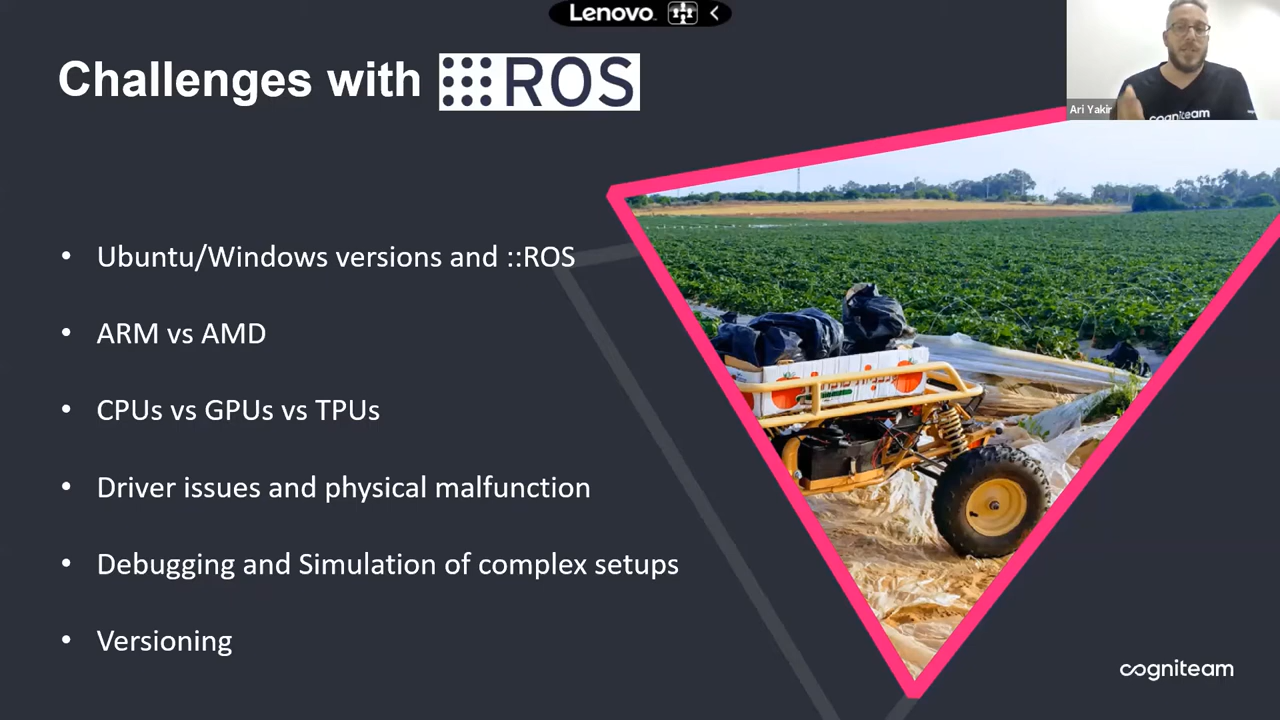 Lenovo
Challenges with :::ROS
Ari Yakir
cogniteam
Ubuntu/Windows versions and ::ROS
ARM vs AMD
CPUs vs GPUs vs TPUs
Driver issues and physical malfunction
Debugging and Simulation of complex setups
Versioning
cogniteam